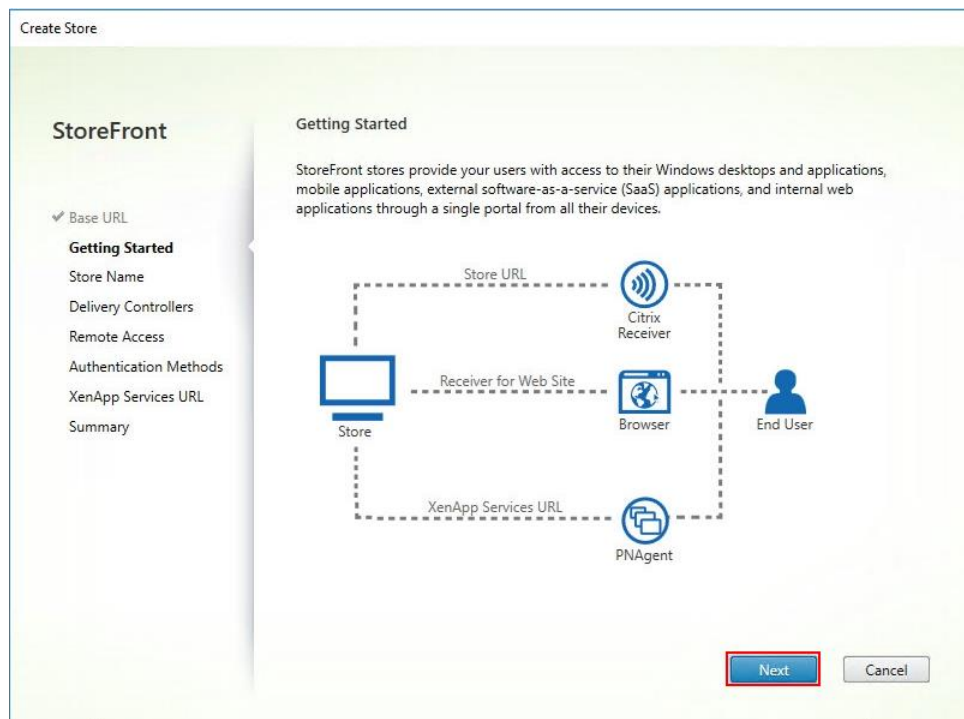 Create Store
StoreFront
✔ Base URL
Getting Started
Store Name
Delivery Controllers
Remote Access
Authentication Methods
XenApp Services URL
Summary
Getting Started
StoreFront stores provide your users with access to their Windows desktops and applications,
mobile applications, external software-as-a-service (SaaS) applications, and internal web
applications through a single portal from all their devices.
Store URL
Citrix
Receiver
Receiver for Web Site
Store
Browser
End User
XenApp Services URL
PNAgent
Next
Cancel